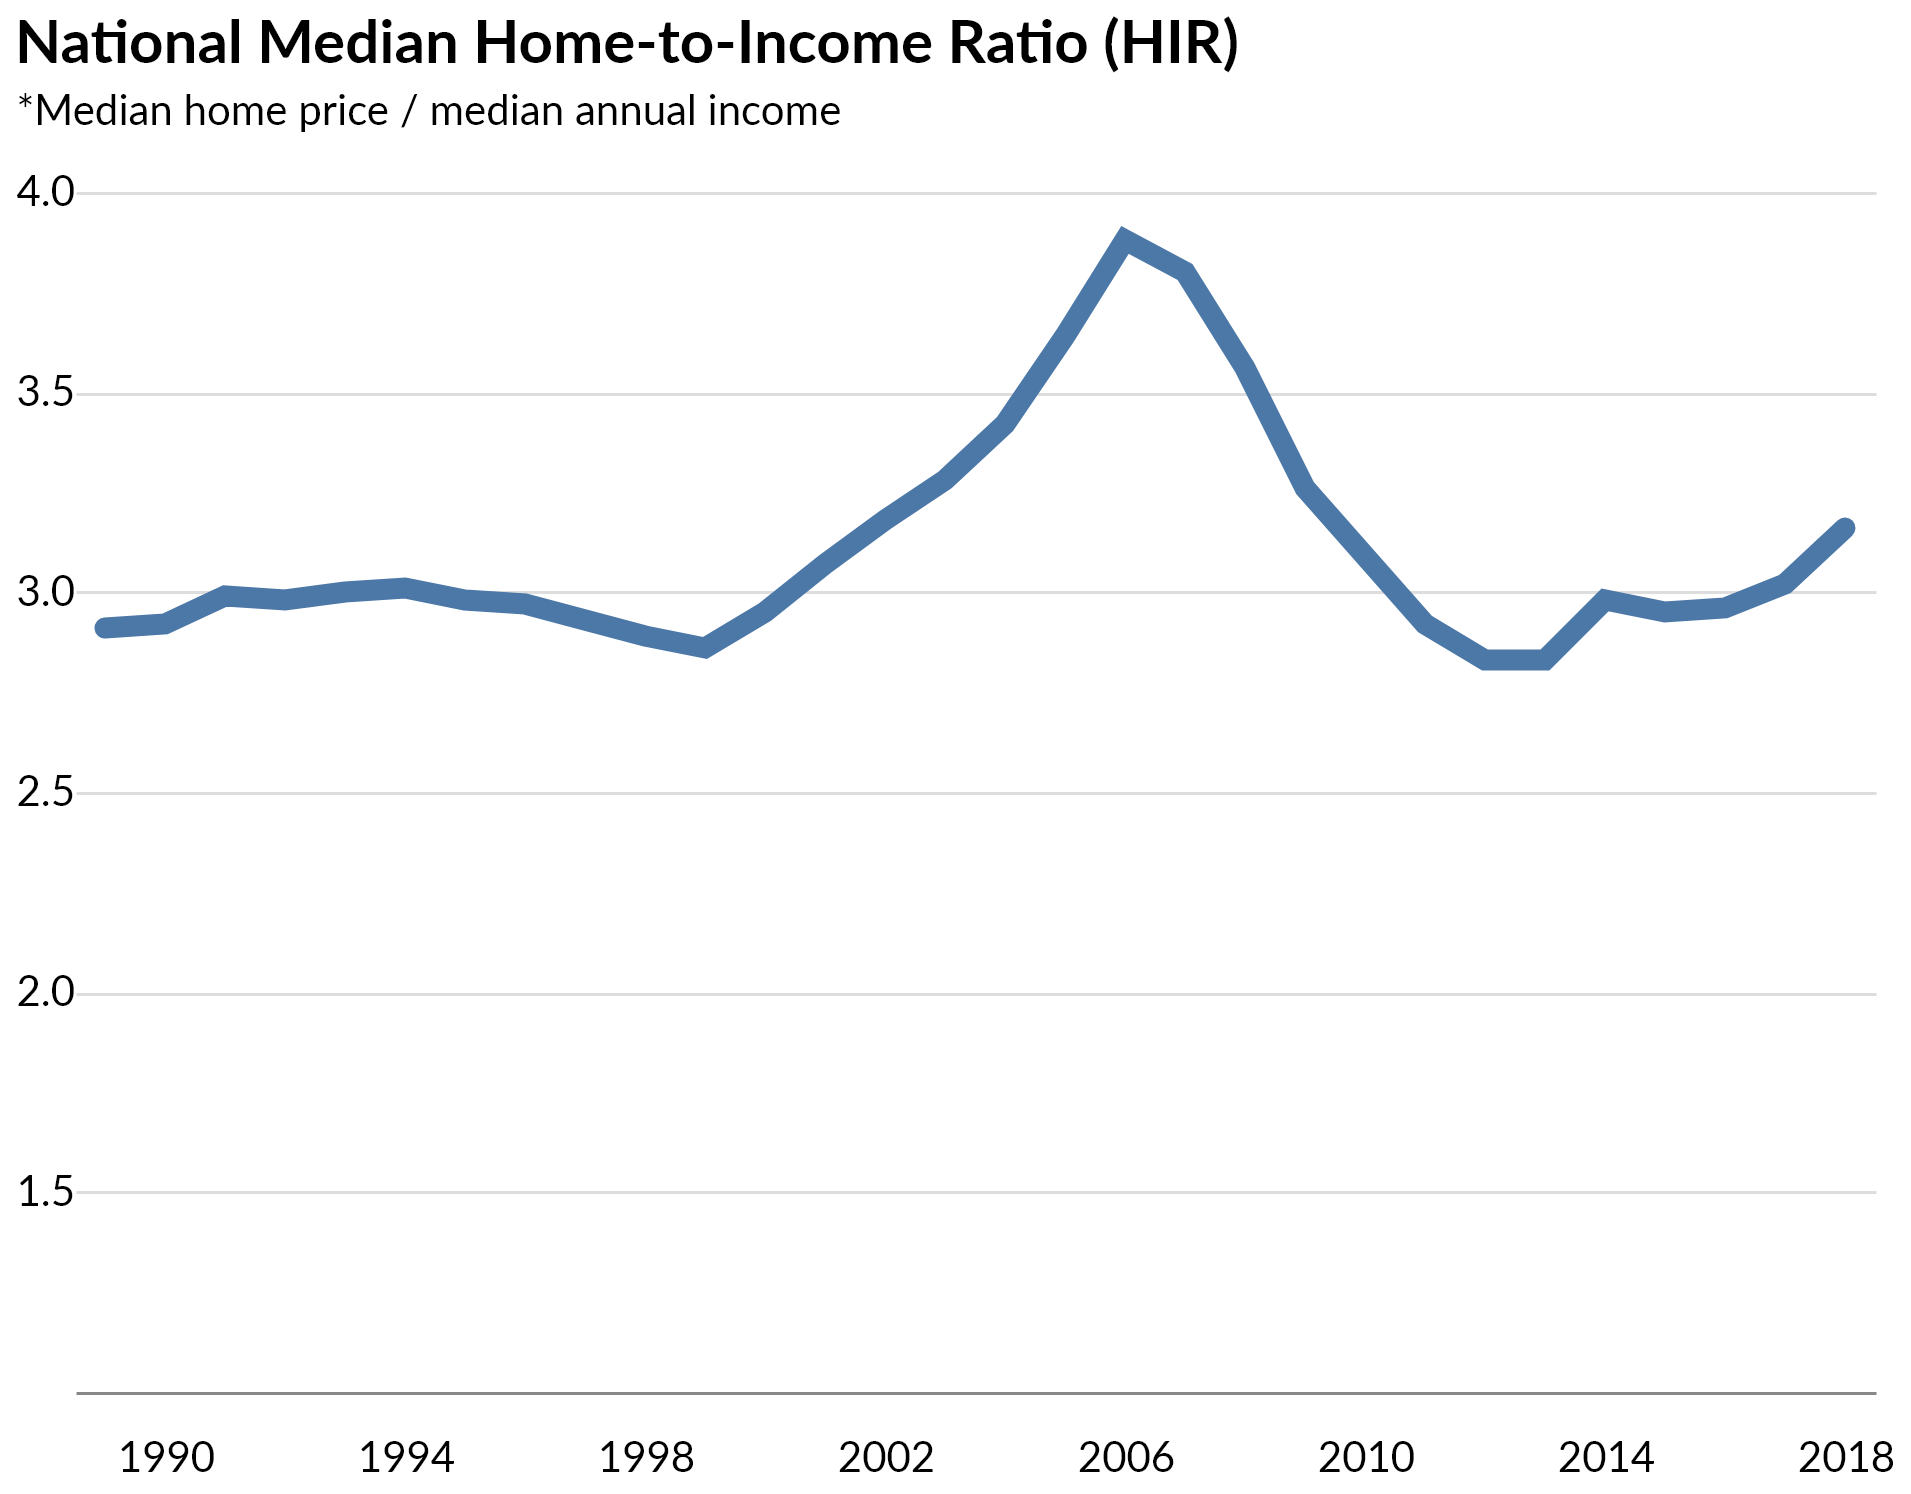 National Median Home-to-Income Ratio (HIR)
*Median home price / median annual income
4.0
3.5
3.0
2.5
2.0
1.5
1990 1994 1998 2002 2006 2010 2014 2018